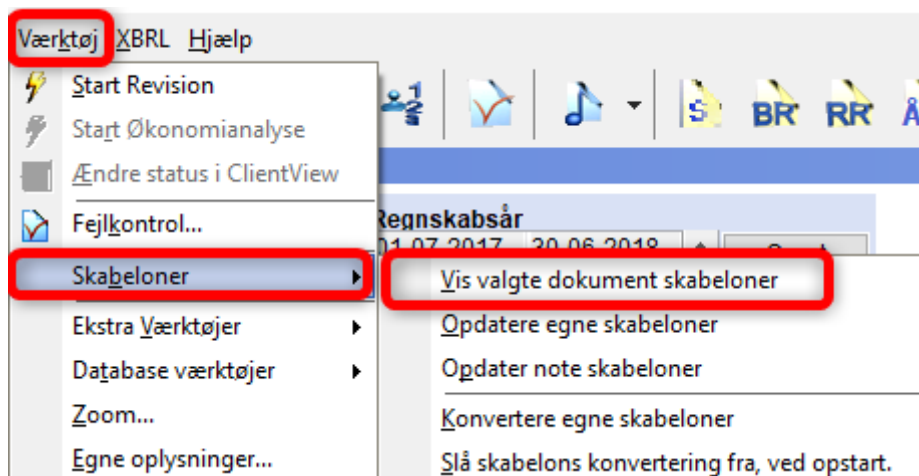 Værktøj XBRL Hjælp
Start Revision
Start Økonomianalyse
Ændre status i ClientView
Fejlkontrol...
Skabeloner
Ekstra Værktøjer
Database værktøjer
Zoom...
Egne oplysninger...
1
2
S BR RR
Regnskabsår
01.07.2017 30.06.2018
Vis valgte dokument skabeloner
Opdatere egne skabeloner
Opdater note skabeloner
Konvertere egne skabeloner
Slå skabelons konvertering fra, ved opstart.